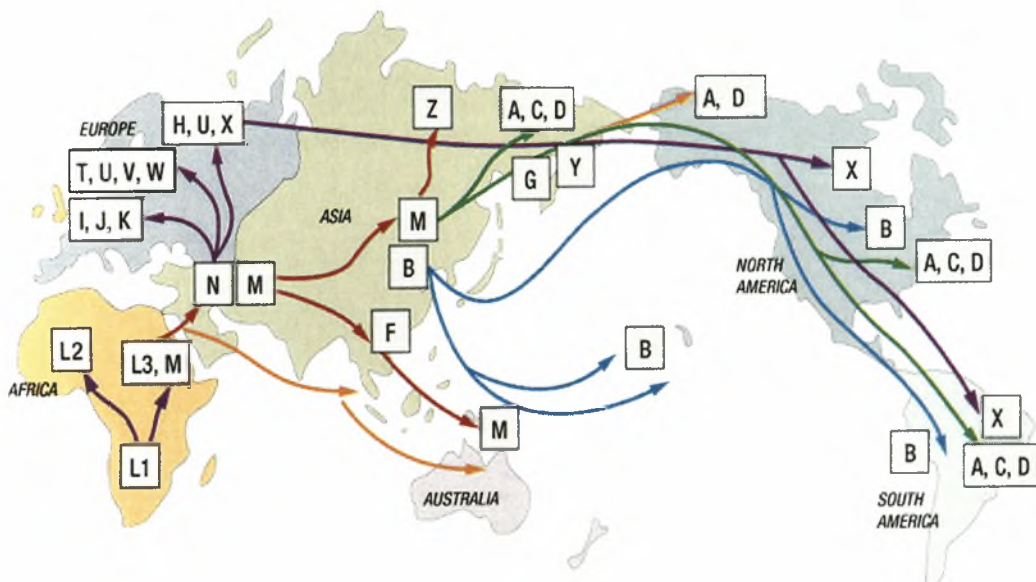 Z
A, C, D
A, D
H, U, X
EUROPE
T, U, V, W
G
Y
X
I, J, K
ASIA
M
B
B
NORTH
AMERICA
A, C, D
N
M
F
B
L2
L3, M
AFRICA
M
X
L1
B
A, C, D
AUSTRALIA
SOUTH
AMERICA